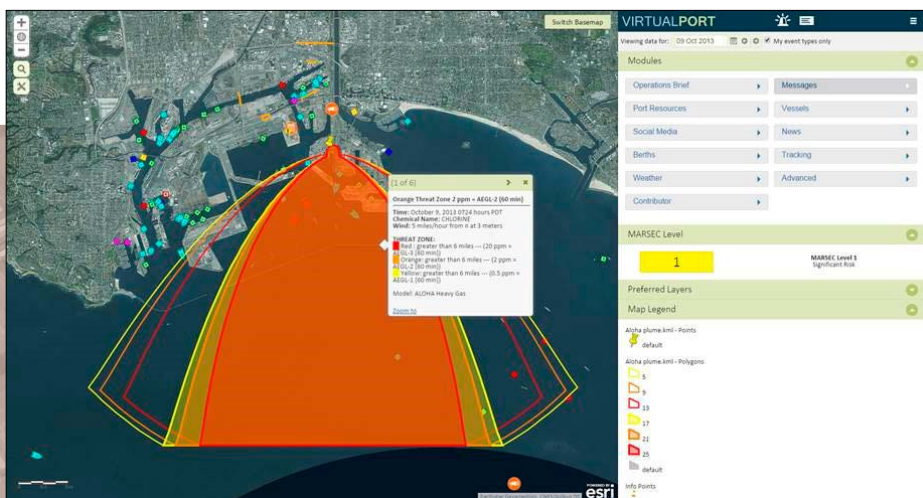 Switch Basemap
[1 of 6]
Orange Threat Zone 2 ppm = AEGL-2 [60 min)
Time: October 9, 2013 0724 hours PDT
Chemical Name: CHLORINE
Wind: 5 miles/hour from n at 3 meters
THREAT ZONE:
Red : greater than 6 miles --- (20 ppm =
AEGL-3 [60 min])
Orange: greater than 6 miles --- (2 ppm =
AEGL-2 [60 min])
Yellow: greater than 6 miles --- (0.5 ppm =
AEGL-1 [60 min])
Model: ALOHA Heavy Gas
Zoom to
POWERED BY
esri
VIRTUALPORT
Viewing data for: 09 Oct 2013 My event types only
Modules
Operations Brief Messages
Port Resources Vessels
Social Media News
Berths Tracking
Weather Advanced
Contributor
MARSEC Level
1 MARSEC Level 1
Significant Risk
Preferred Layers
Map Legend
Aloha plume.kml - Points
default
Aloha plume.kml - Polygons
5
9
13
17
21
25
default
Info Points